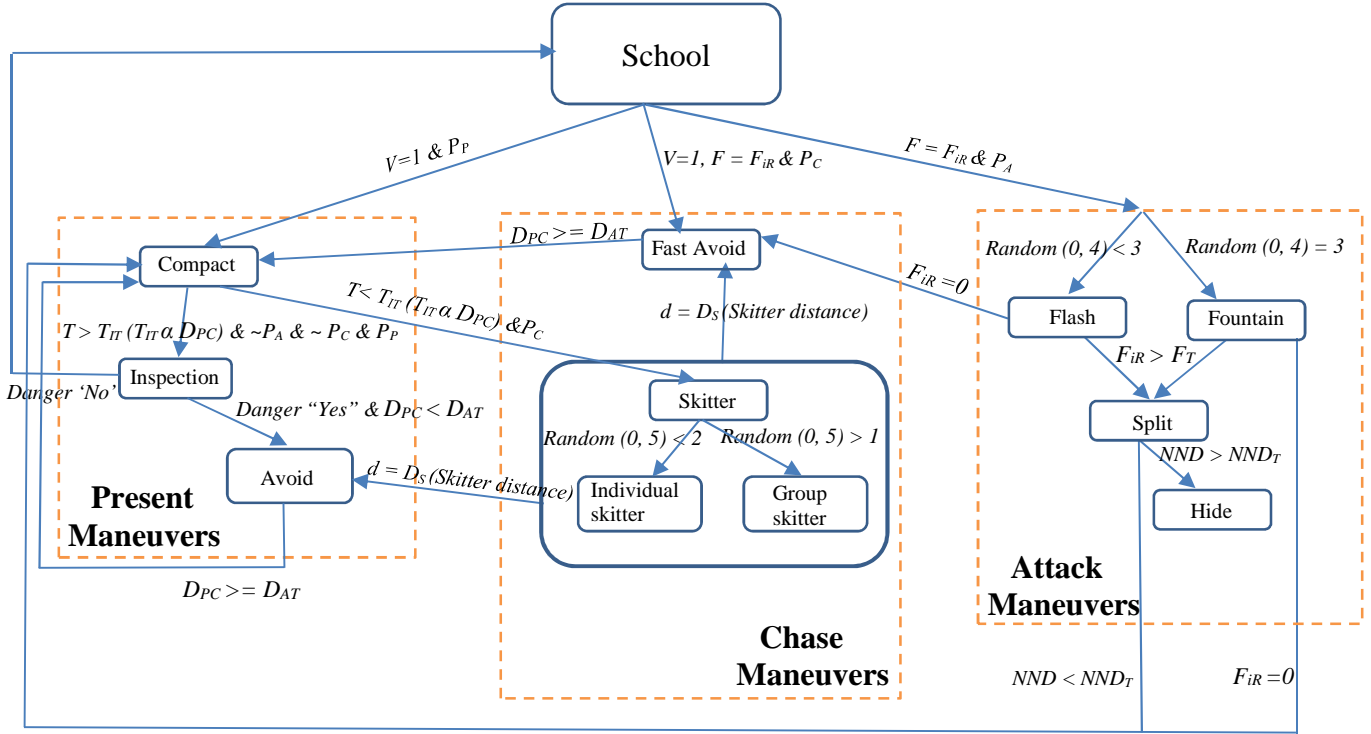 School
V=1 & PP
V=1, F = FiR & PC
F = FiR & PA
Compact
DPC >= DAT
Fast Avoid
Random (0, 4) < 3
Random (0, 4) = 3
FiR =0
T< TIT (TIT α DPC) &PC
d = DS (Skitter distance)
Flash
Fountain
T > TIT (TIT α DPC) & ~PA & ~ PC & PP
FiR > FT
Inspection
Danger ‘No’
Skitter
Danger “Yes” & DPC < DAT
Split
Random (0, 5) < 2
Random (0, 5) > 1
NND > NNDT
Avoid
d = DS (Skitter distance)
Individual
skitter
Group
skitter
Hide
Present
Maneuvers
DPC >= DAT
Attack
Maneuvers
Chase
Maneuvers
NND < NNDT
FiR =0